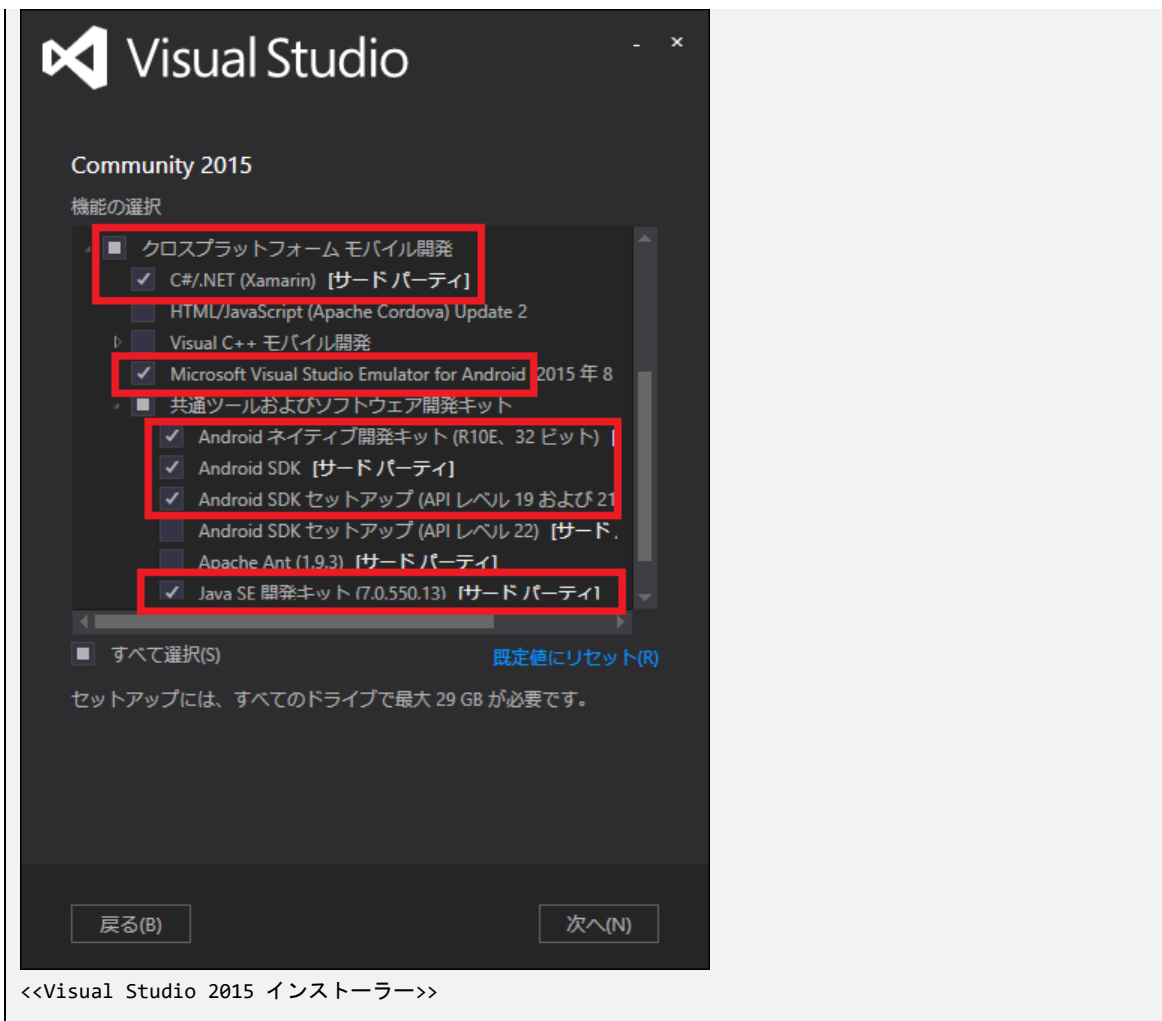 Visual Studio
Community 2015
機能の選択
クロスプラットフォーム モバイル開発
C#/.NET (Xamarin) [サード パーティ]
HTML/JavaScript (Apache Cordova) Update 2
Visual C++ モバイル開発
Microsoft Visual Studio Emulator for Android 2015 年 8
共通ツールおよびソフトウェア開発キット
Android ネイティブ開発キット (R10E、32 ビット) [
Android SDK [サード パーティ]
Android SDK セットアップ (API レベル 19 および 21
Android SDK セットアップ (API レベル 22) [サード
Apache Ant (1.9.3) [サード パーティ]
Java SE 開発キット (7.0.550.13) [サード パーティ]
すべて選択(S)
既定値にリセット(R)
セットアップには、すべてのドライブで最大 29 GB が必要です。
戻る(B)
次へ(N)
<<Visual Studio 2015 インストーラー>>